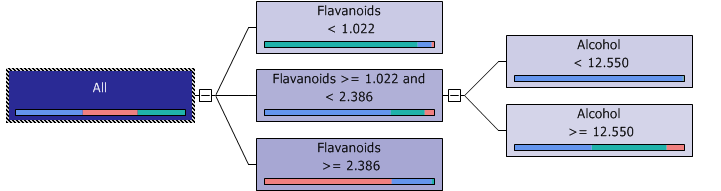 All
Flavanoids
< 1.022
Flavanoids >= 1.022 and
< 2.386
Flavanoids
>= 2.386
Alcohol
< 12.550
Alcohol
>= 12.550